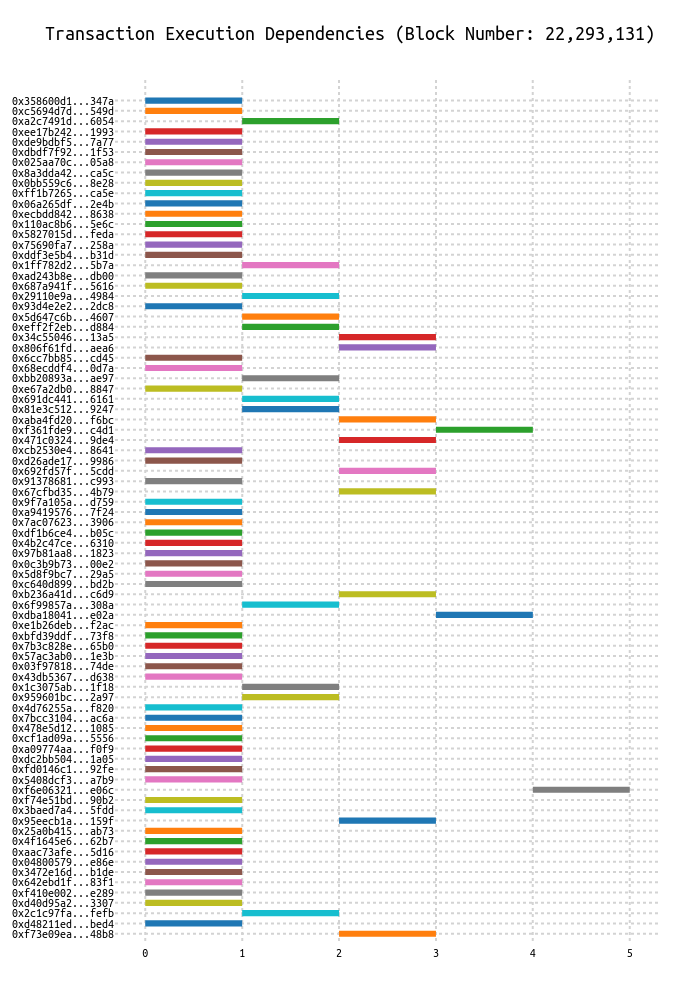 Transaction Execution Dependencies (Block Number: 22,293,131)
0x358600d1...347a
0xc5694d7d...549d
0xa2c7491d...6054
0xee17b242...1993
0xde9bdbf5...7a77
0xdbdf7f92...1f53
0x025aa70c...05a8
0x8a3dda42...ca5c
0x0bb559c6...8e28
0xff1b7265...ca5e
0x06a265df...2e4b
0xecbdd842...8638
0x110ac8b6...5e6c
0x5827015d...feda
0x75690fa7...258a
0xddf3e5b4...b31d
0x1ff782d2...5b7a
0xad243b8e...db00
0x687a941f...5616
0x29110e9a...4984
0x93d4e2e2...2dc8
0x5d647c6b...4607
0xeff2f2eb...d884
0x34c55046...13a5
0x806f61fd...aea6
0x6cc7bb85...cd45
0x68ecddf4...0d7a
0xbb20893a...ae97
0xe67a2db0...8847
0x691dc441...6161
0x81e3c512...9247
0xaba4fd20...f6bc
0xf361fde9...c4d1
0x471c0324...9de4
0xcb2530e4...8641
0xd26ade17...9986
0x692fd57f...5cdd
0x91378681...c993
0x67cfbd35...4b79
0x9f7a105a...d759
0xa9419576...7f24
0x7ac07623...3906
0xdf1b6ce4...b05c
0x4b2c47ce...6310
0x97b81aa8...1823
0x0c3b9b73...00e2
0x5d8f9bc7...29a5
0xc640d899...bd2b
0xb236a41d...c6d9
0x6f99857a...308a
0xdba18041...e02a
0xe1b26deb...f2ac
0xbfd39ddf...73f8
0x7b3c828e...65b0
0x57ac3ab0...1e3b
0x03f97818...74de
0x43db5367...d638
0x1c3075ab...1f18
0x959601bc...2a97
0x4d76255a...f820
0x7bcc3104...ac6a
0x478e5d12...1085
0xcf1ad09a...5556
0xa09774aa...f0f9
0xdc2bb504...1a05
0xfd0146c1...92fe
0x5408dcf3...a7b9
0xf6e06321...e06c
0xf74e51bd...90b2
0x3baed7a4...5fdd
0x95eecb1a...159f
0x25a0b415...ab73
0x4f1645e6...62b7
0xaac73afe...5d16
0x04800579...e86e
0x3472e16d...b1de
0x642ebd1f...83f1
0xf410e002...e289
0xd40d95a2...3307
0x2c1c97fa...fefb
0xd48211ed...bed4
0xf73e09ea...48b8
0 1 2 3 4 5